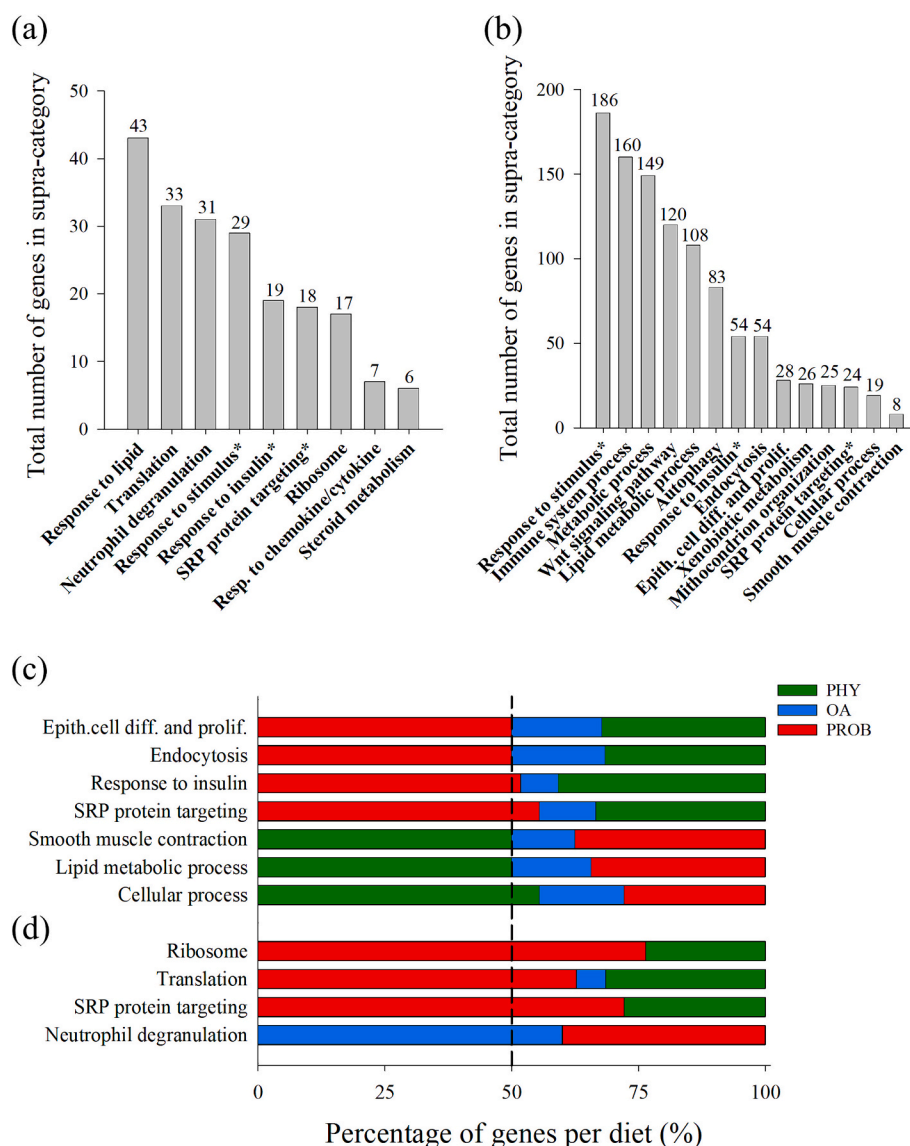 (a)
Total number of genes in supra-category
50
40
30
20
10
0
43
33
31
29
19
18
17
7
6
Response to lipid
Translation
Neutrophil degranulation
Response to stimulus*
Response to insulin*
SRP protein targeting*
Ribosome
Resp. to chemokine/cytokine
Steroid metabolism
(b)
Total number of genes in supra-category
200
150
100
50
0
186
160
149
120
108
83
54
54
28
26
25
24
19
8
Response to stimulus*
Immune system process
Metabolic process
Wnt signaling pathway
Lipid metabolic process
Autophagy
Response to insulin*
Endocytosis
Epith. cell diff. and prolif.
Xenobiotic metabolism
Mithocondrion organization
SRP protein targeting*
Cellular process
Smooth muscle contraction
(c)
PHY
OA
PROB
Epith.cell diff. and prolif.
Endocytosis
Response to insulin
SRP protein targeting
Smooth muscle contraction
Lipid metabolic process
Cellular process
(d)
Ribosome
Translation
SRP protein targeting
Neutrophil degranulation
0 25 50 75 100
Percentage of genes per diet (%)